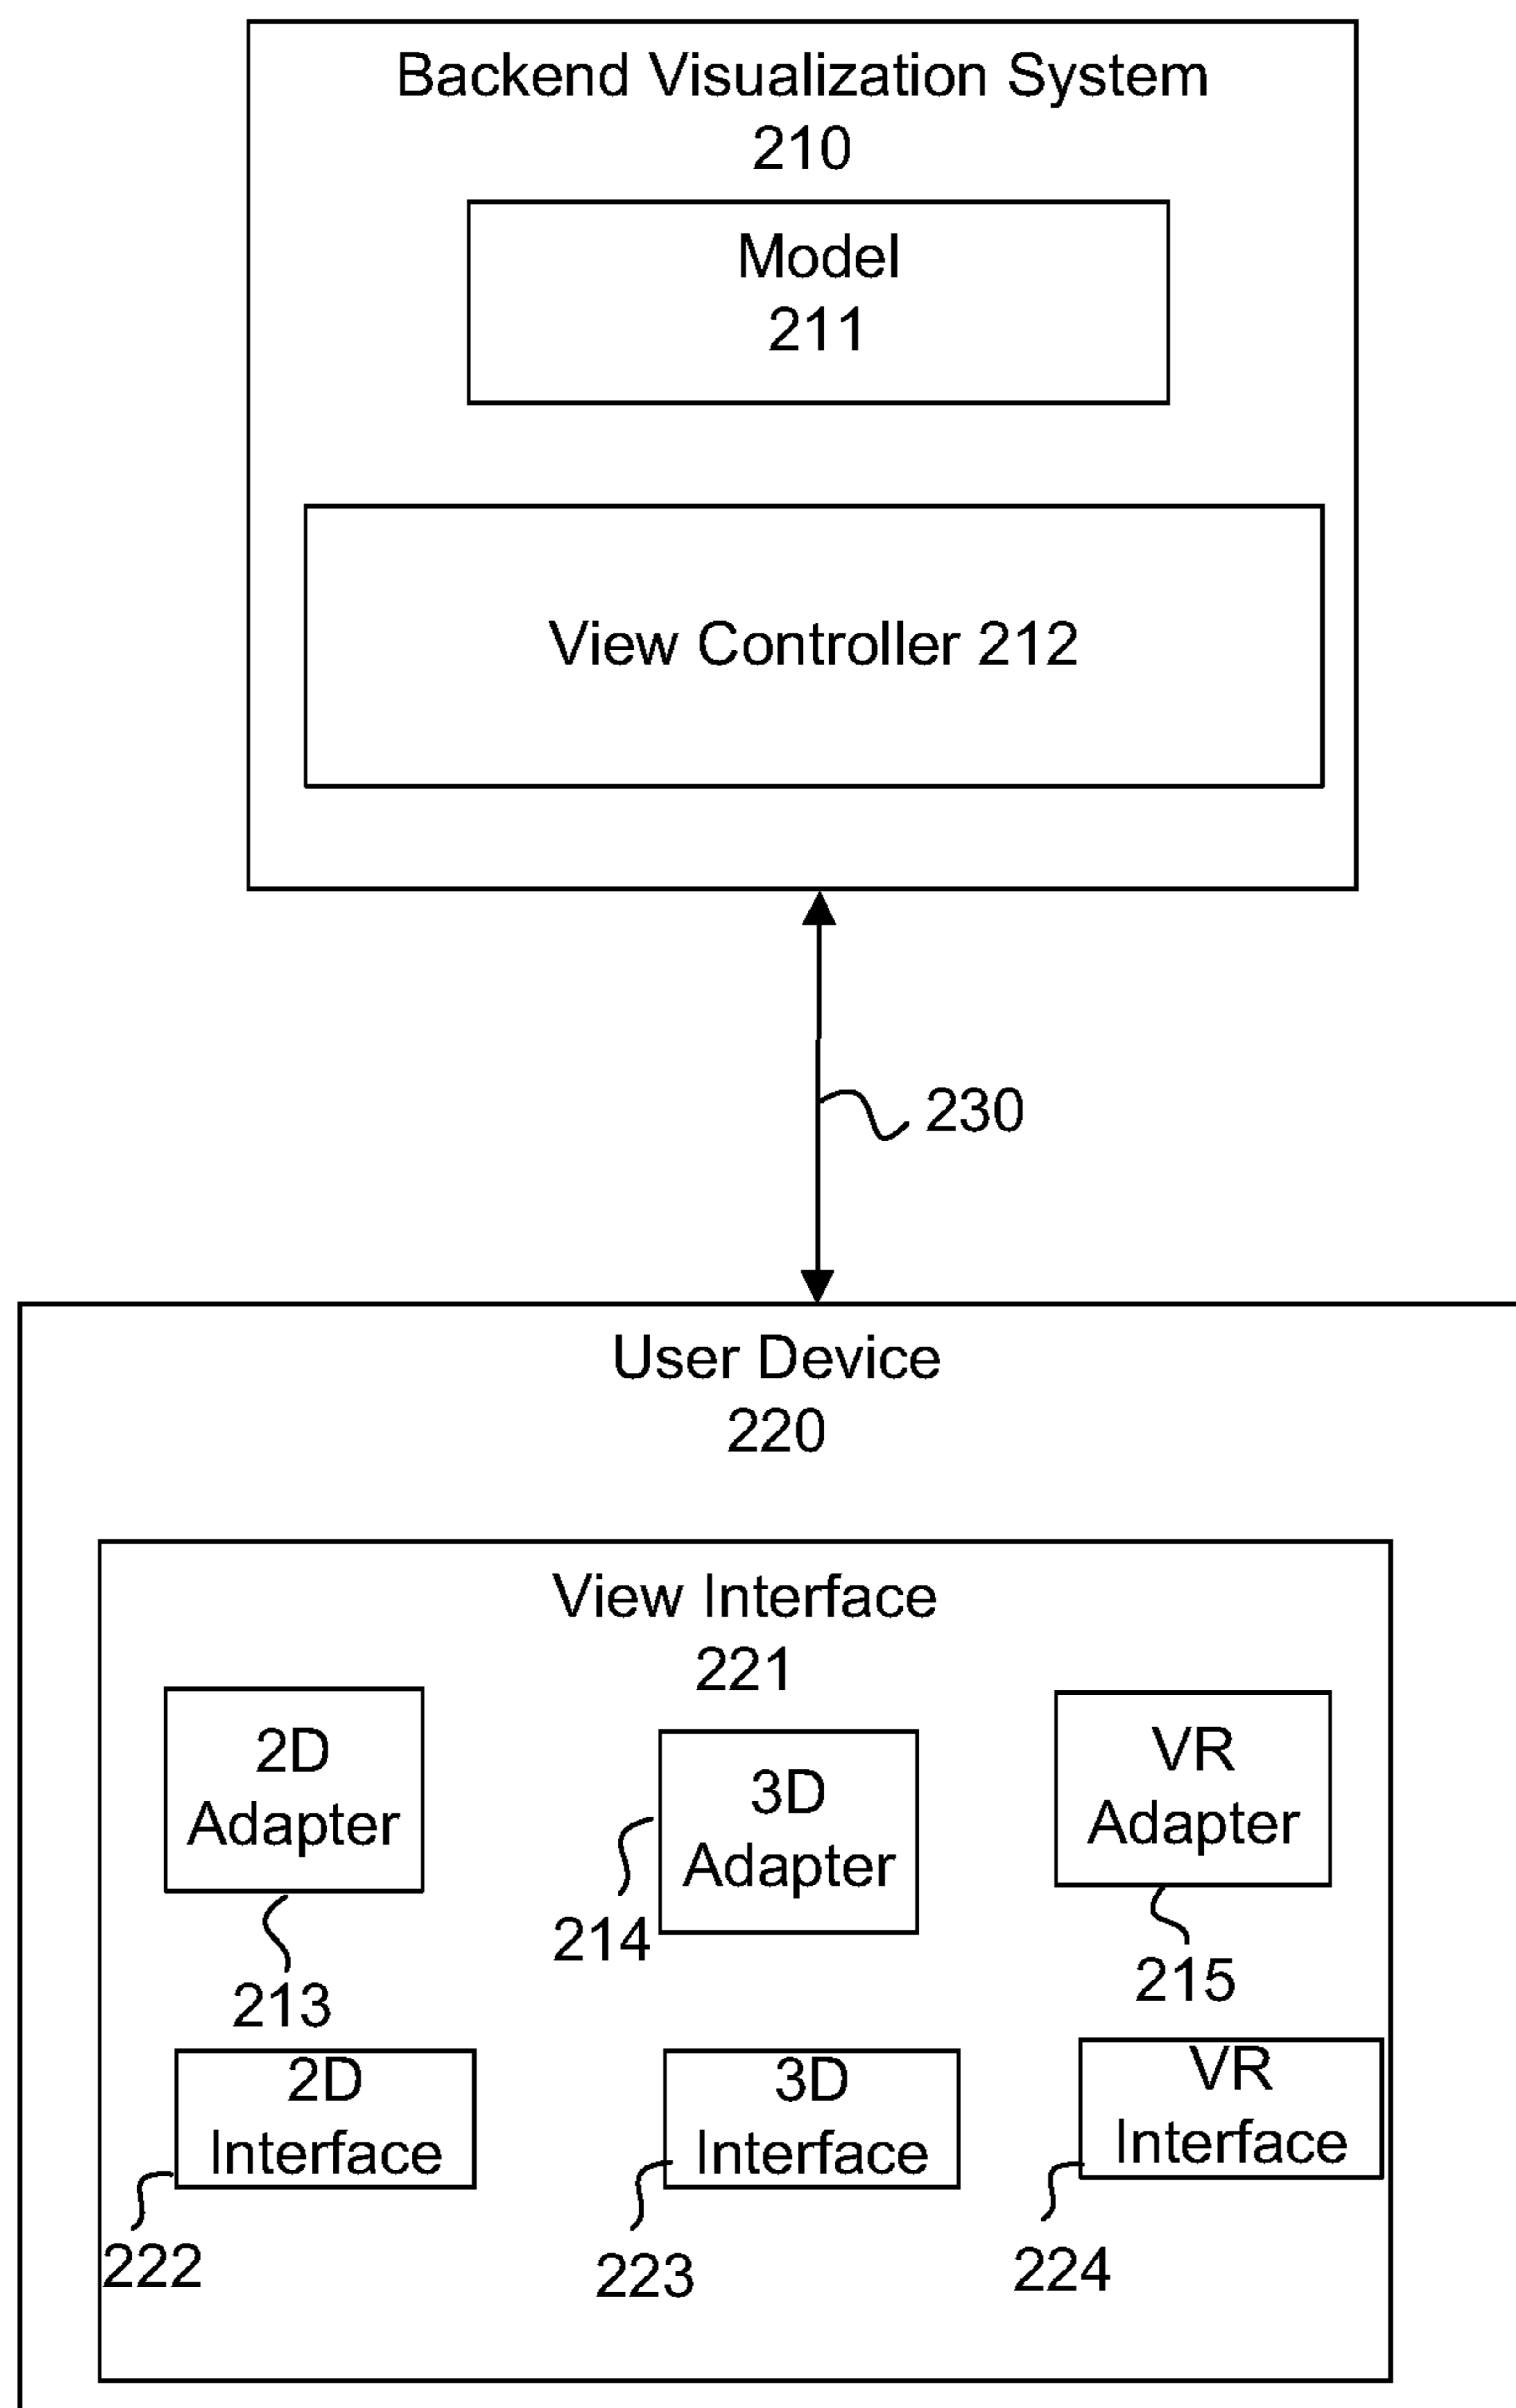 Backend Visualization System
210
Model
211
View Controller 212
230
User Device
220
View Interface
221
2D
Adapter
213
3D
Adapter
214
VR
Adapter
215
2D
Interface
222
3D
Interface
223
VR
Interface
224